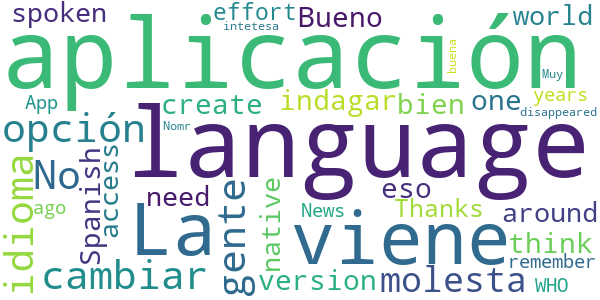 spoken
effort
Bueno
world
intetesa
aplicación
buena
Muy
App
create
indagar
bien
one
years
disappeared
opción
Nomr
language
No
idioma
Spanish
access
need
eso
ago
La
gente
native
News
viene
Thanks
around
think
remember
cambiar
version
molesta
WHO